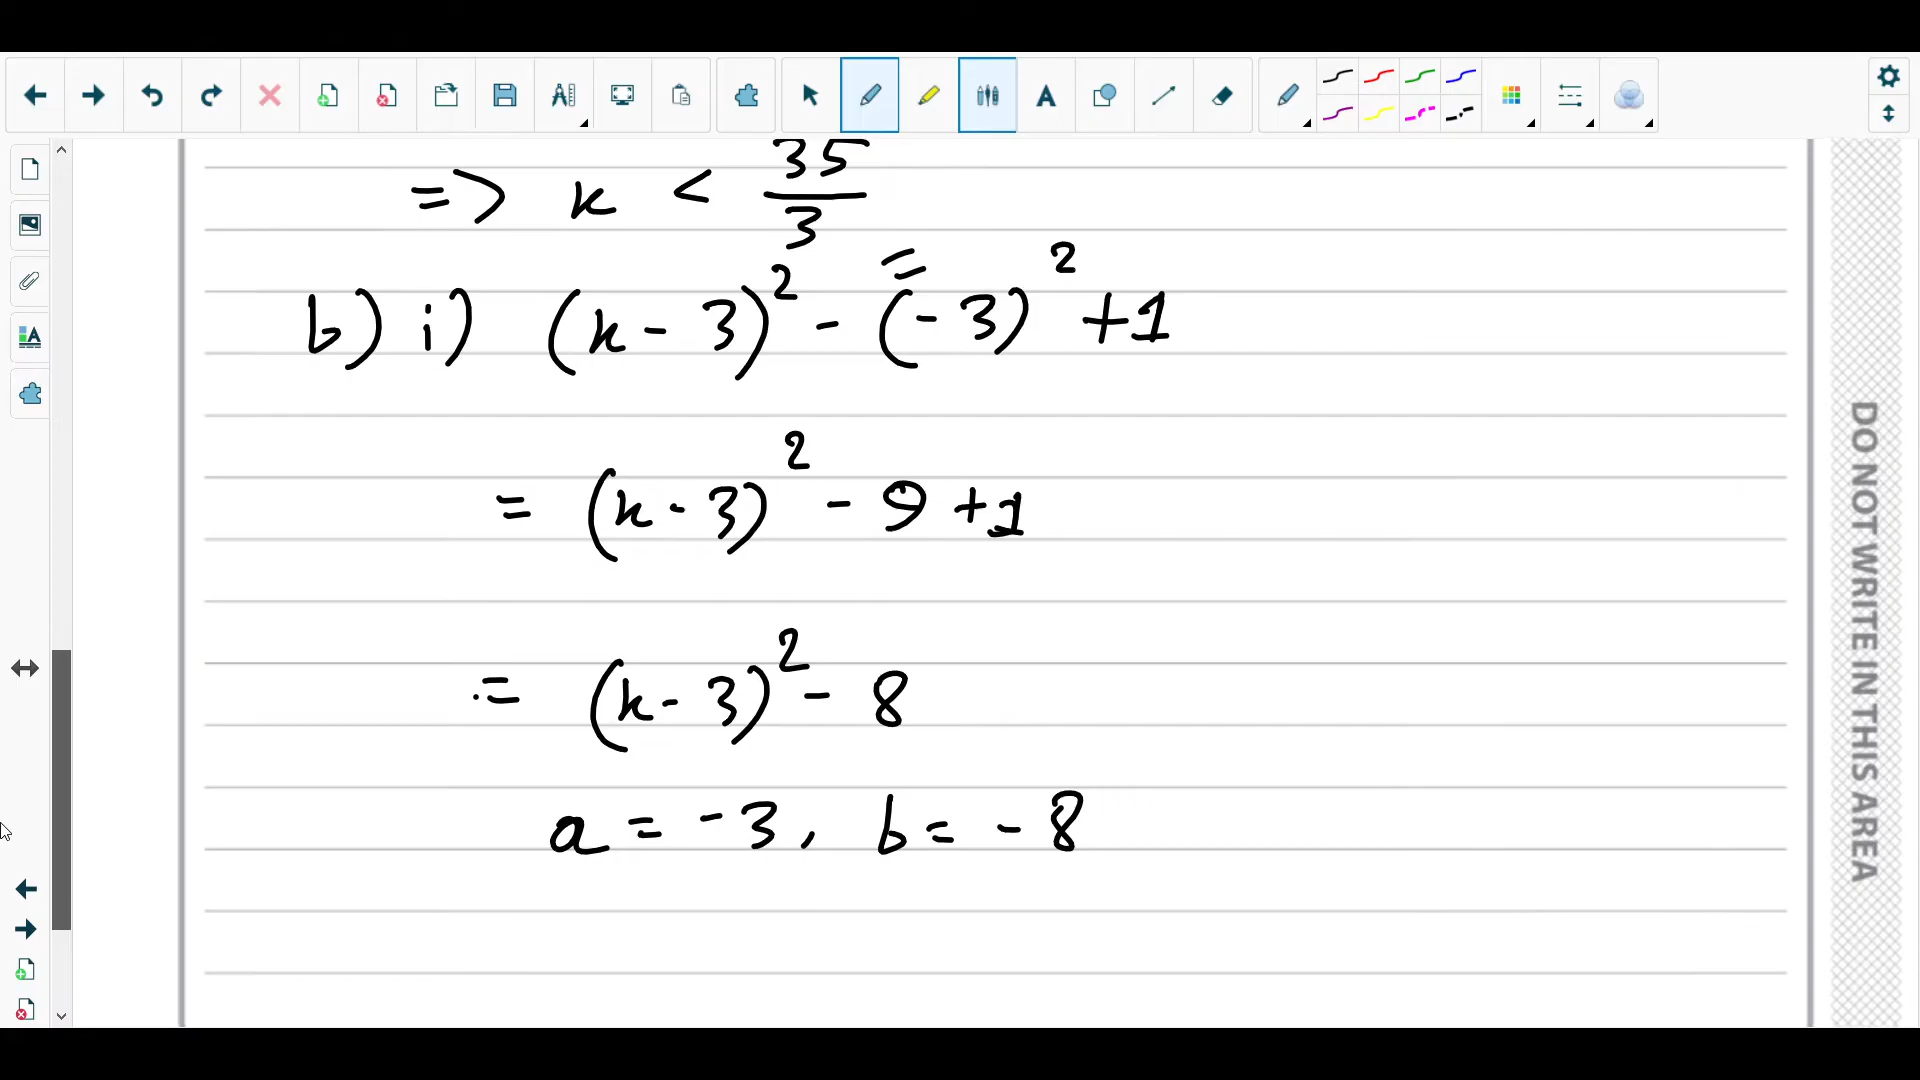 => k < 35/3
b) i) (k - 3)² - (-3)² + 1
= (k - 3)² - 9 + 1
= (k - 3)² - 8
a = -3, b = -8
DO NOT WRITE IN THIS AREA